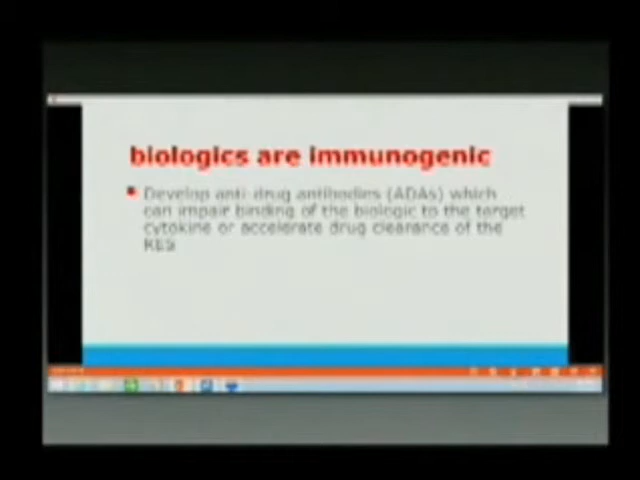 biologics are immunogenic
Develop anti drug antibodies (ADAs) which
can impair binding of the biologic to the target
cytokine or accelerate drug clearance of the
RES